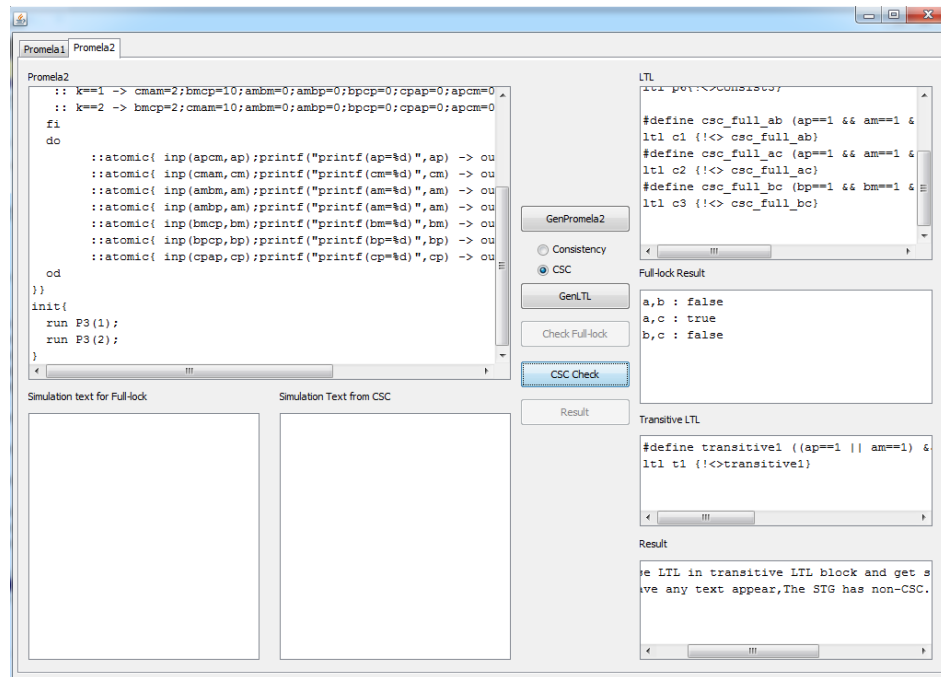 Promela1 Promela2
Promela2
:: k==1 -> cmam=2;bmcp=10;ambm=0;ambp=0;bpcp=0;cpap=0;apcm=0
:: k==2 -> bmcp=2;cmam=10;ambm=0;ambp=0;bpcp=0;cpap=0;apcm=0
fi
do
::atomic{ inp(apcm,ap);printf("printf(ap=%d)",ap) -> ou
::atomic{ inp(cmam,cm);printf("printf(cm=%d)",cm) -> ou
::atomic{ inp(ambm,am);printf("printf(am=%d)",am) -> ou
::atomic{ inp(ambp,am);printf("printf(am=%d)",am) -> ou
::atomic{ inp(bmcp,bm);printf("printf(bm=%d)",bm) -> ou
::atomic{ inp(bpcp,bp);printf("printf(bp=%d)",bp) -> ou
::atomic{ inp(cpap,cp);printf("printf(cp=%d)",cp) -> ou
od
}}
init{
run P3(1);
run P3(2);
}
Simulation text for Full-lock
Simulation Text from CSC
GenPromela2
Consistency
CSC
GenLTL
Check Full-lock
CSC Check
Result
LTL
ltl p6{!<>consist3}
#define csc_full_ab (ap==1 && am==1 &
ltl c1 {!<> csc_full_ab}
#define csc_full_ac (ap==1 && am==1 &
ltl c2 {!<> csc_full_ac}
#define csc_full_bc (bp==1 && bm==1 &
ltl c3 {!<> csc_full_bc}
Full-lock Result
a,b : false
a,c : true
b,c : false
Transitive LTL
#define transitive1 ((ap==1 || am==1) &
ltl t1 {!<>transitive1}
Result
se LTL in transitive LTL block and get s
ave any text appear,The STG has non-CSC.